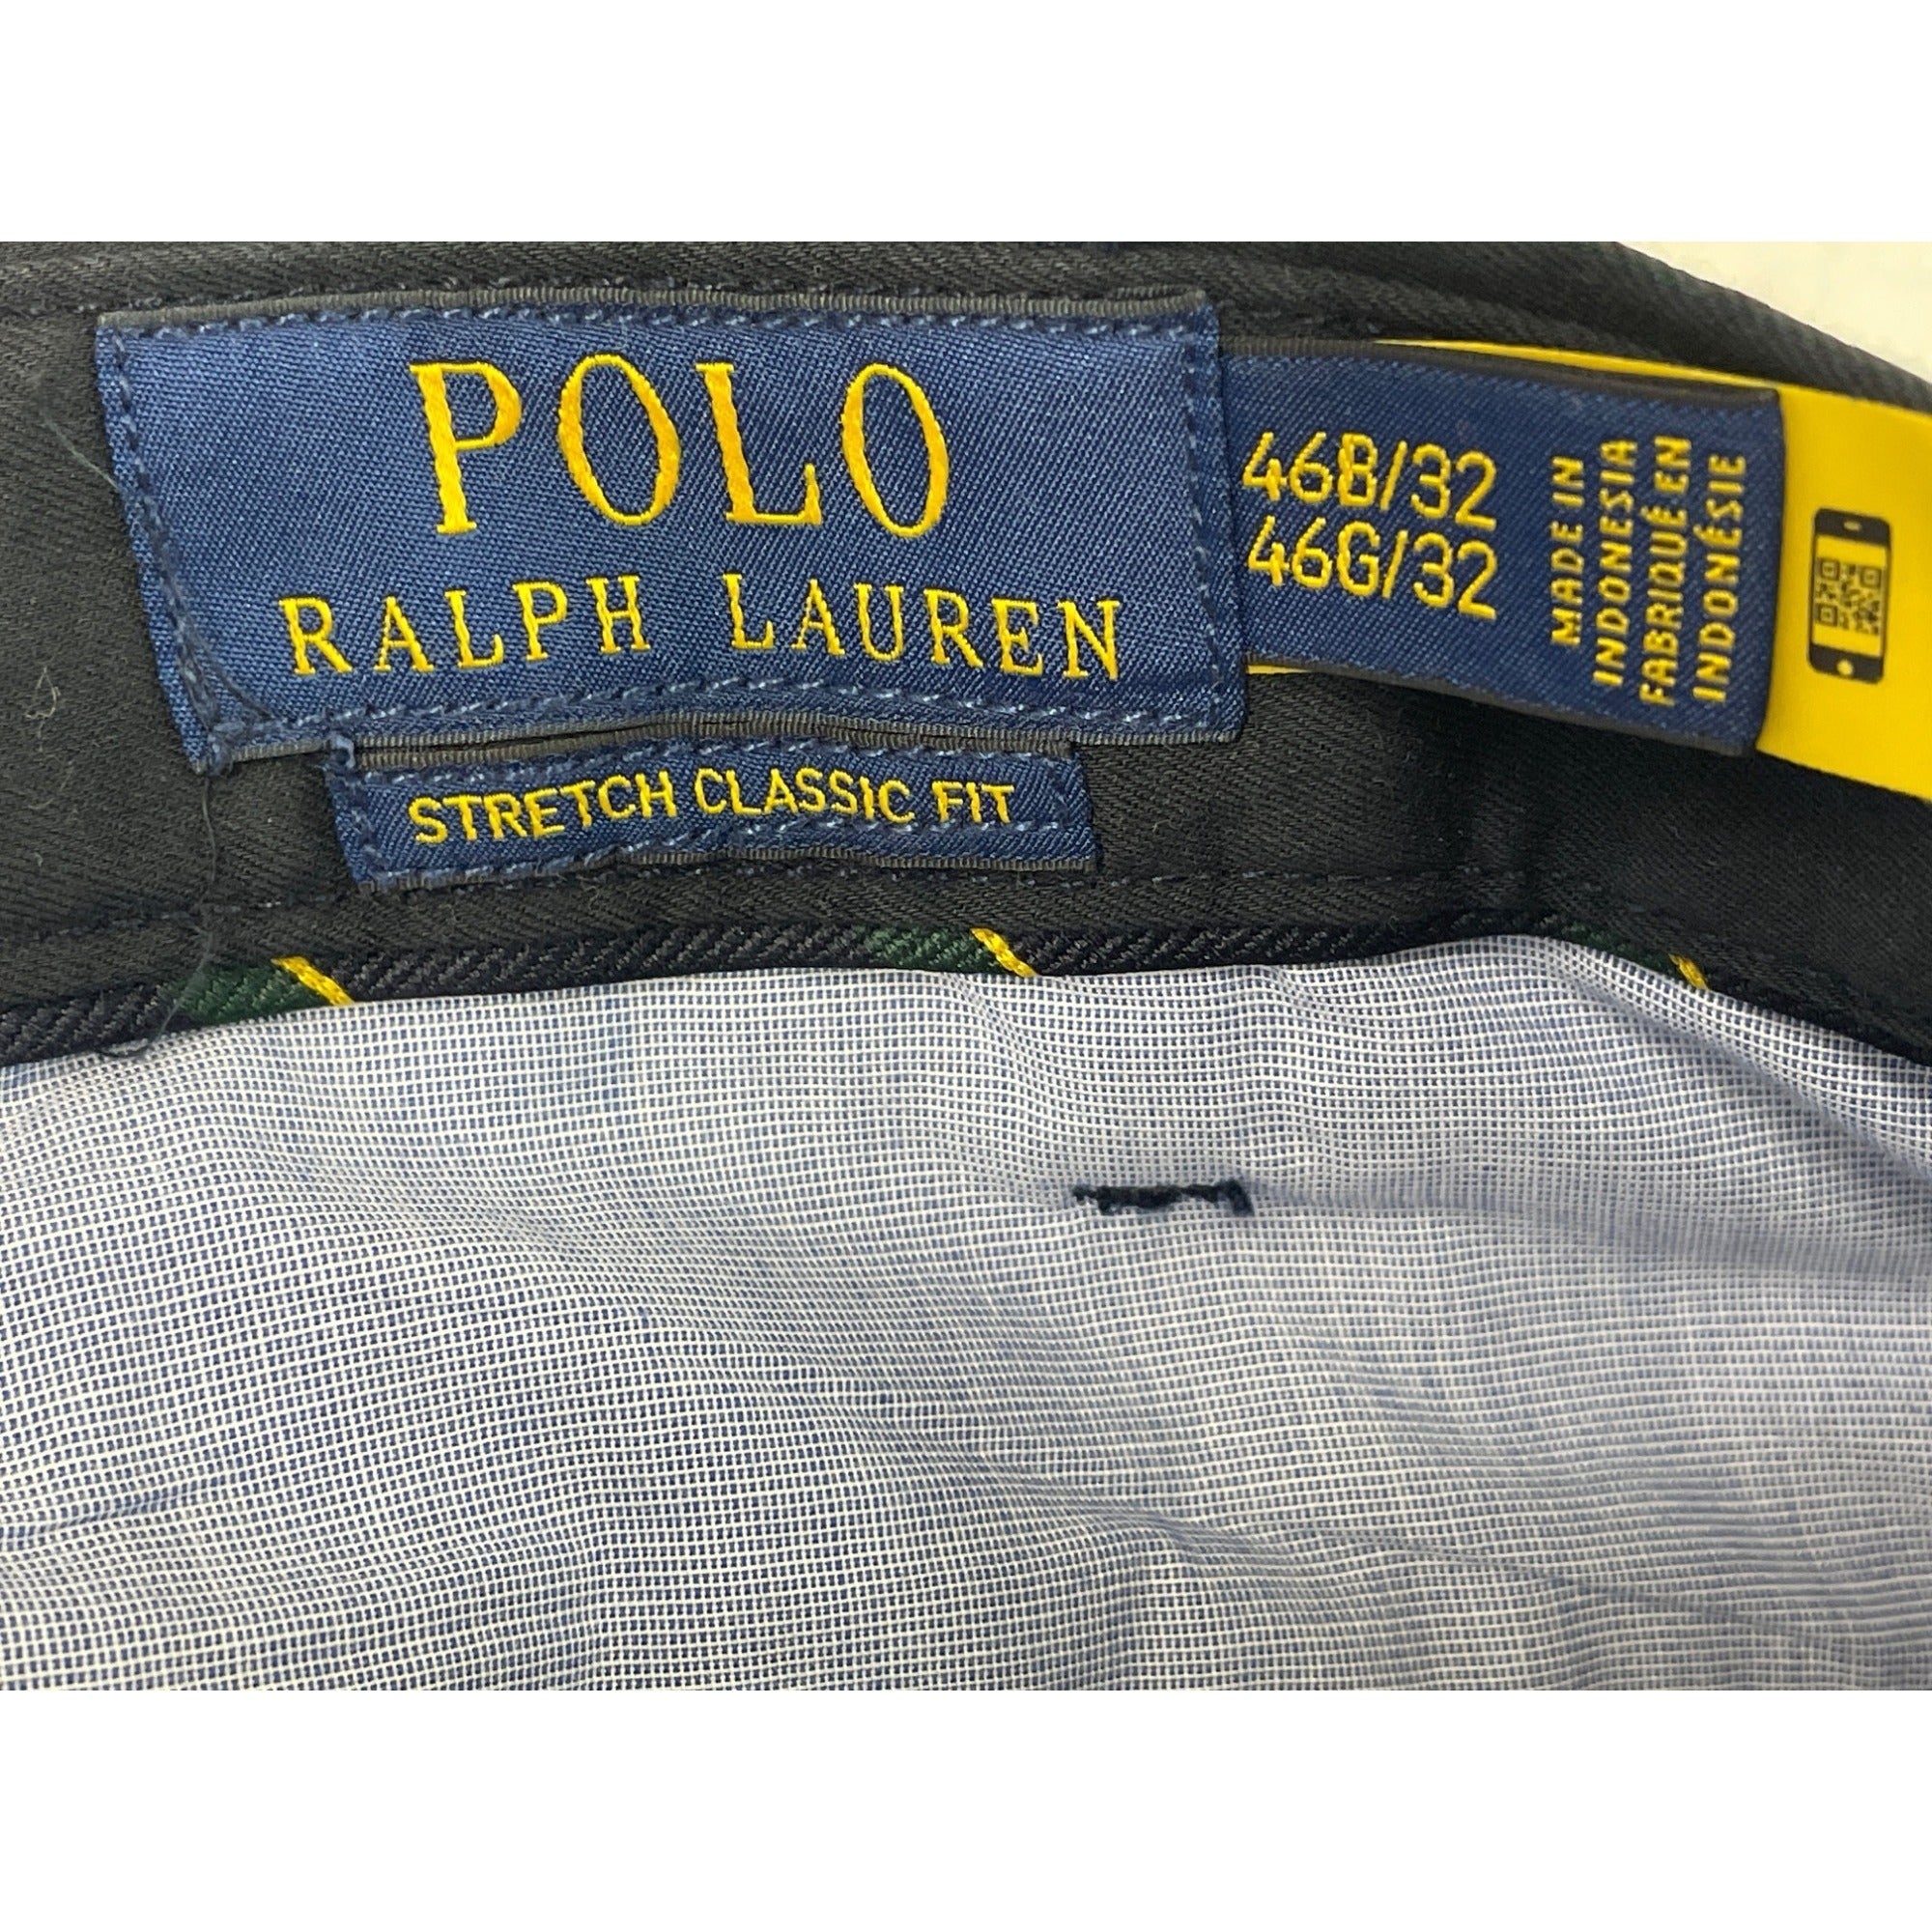 POLO
RALPH LAUREN
STRETCH CLASSIC FIT
46B/32
46G/32
MADE IN
INDONESIA
FABRIQUÉ EN
INDONÉSIE